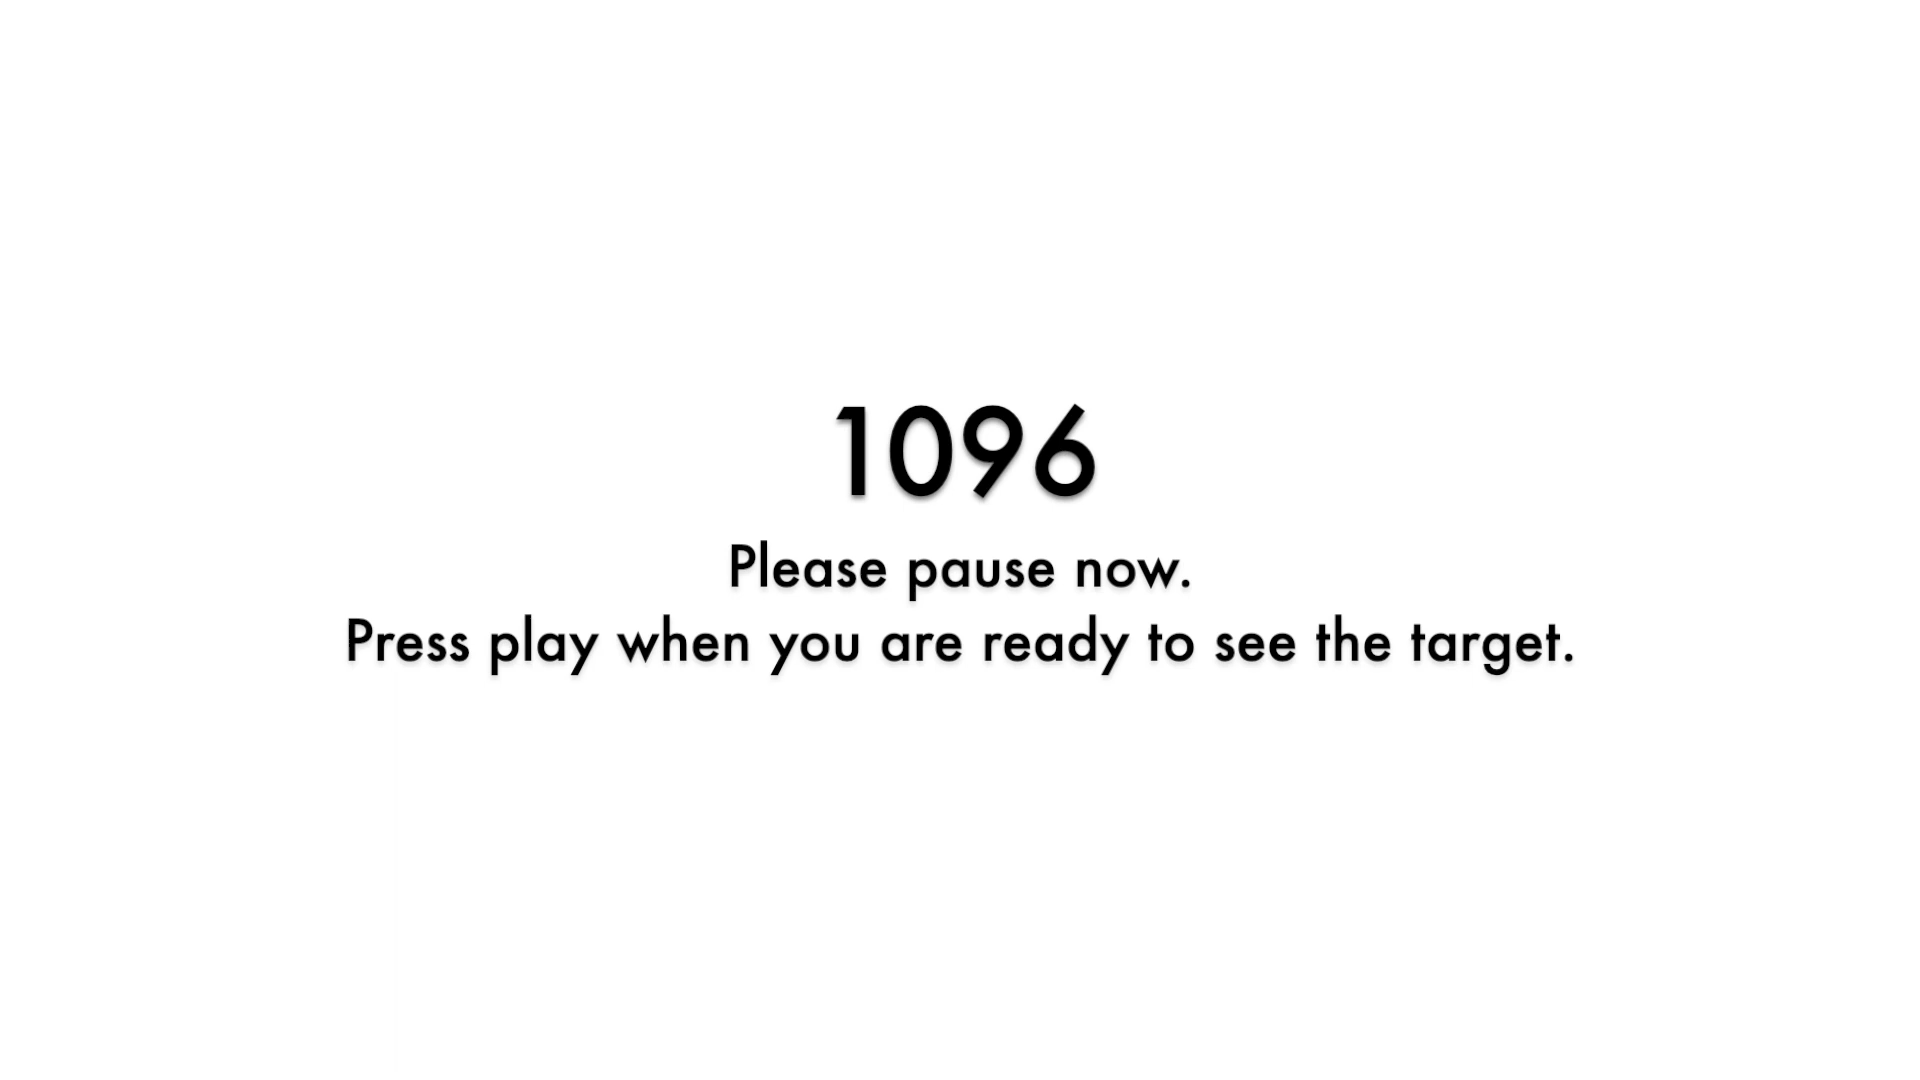 1096
Please pause now.
Press play when you are ready to see the target.